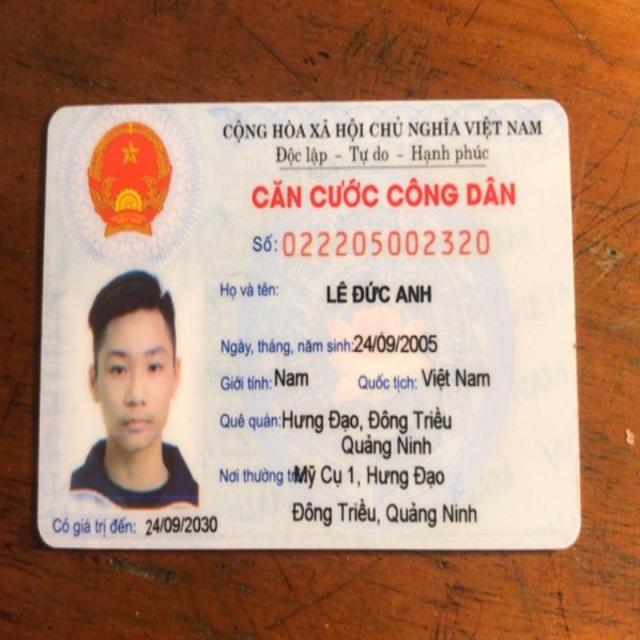 CỘNG HÒA XÃ HỘI CHỦ NGHĨA VIỆT NAM
Độc lập - Tự do - Hạnh phúc
CĂN CƯỚC CÔNG DÂN
Số: 022205002320
Họ và tên: LÊ ĐỨC ANH
Ngày, tháng, năm sinh: 24/09/2005
Giới tính: Nam Quốc tịch: Việt Nam
Quê quán: Hưng Đạo, Đông Triều
Quảng Ninh
Nơi thường Mỹ Cụ 1, Hưng Đạo
Đông Triều, Quảng Ninh
Có giá trị đến: 24/09/2030